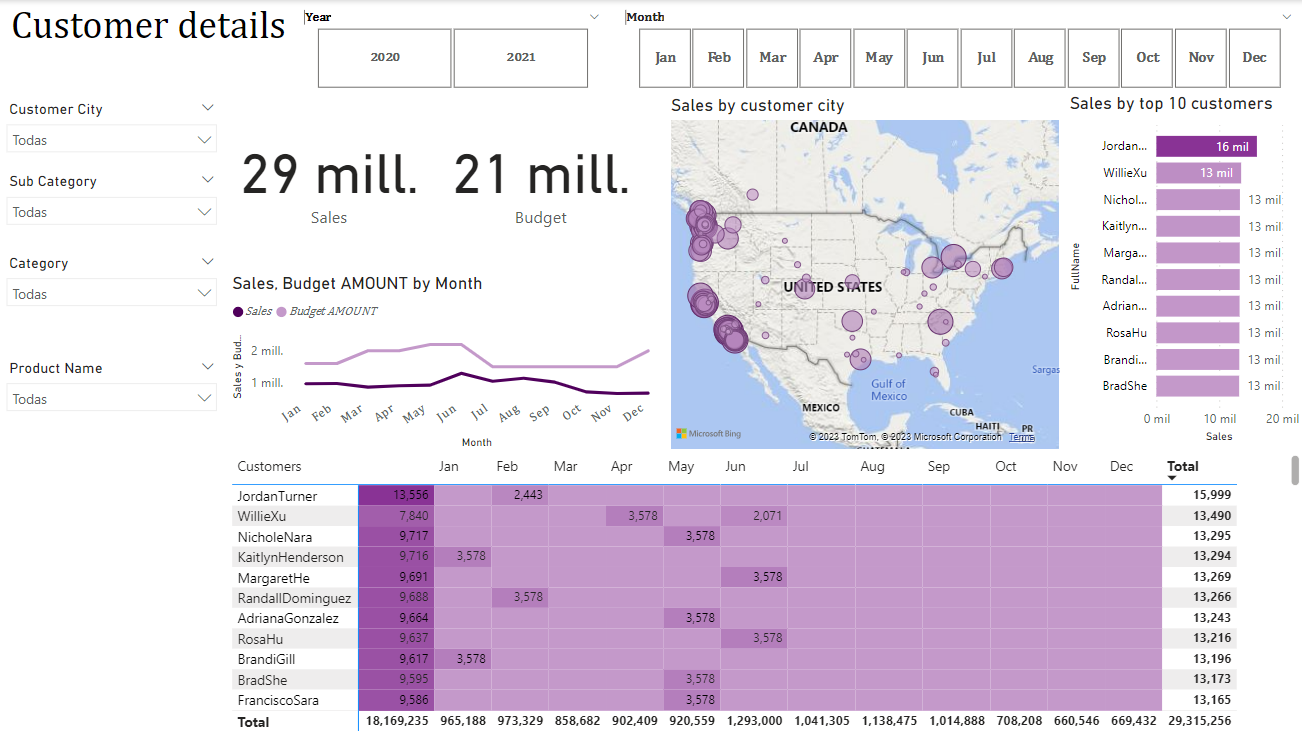 Customer details
Year
2020 2021
Month
Jan Feb Mar Apr May Jun Jul Aug Sep Oct Nov Dec
Customer City
Todas
Sub Category
Todas
Category
Todas
Product Name
Todas
29 mill.
Sales
21 mill.
Budget
Sales, Budget AMOUNT by Month
Sales Budget AMOUNT
Sales y Bud...
2 mill.
1 mill.
Jan Feb Mar Apr May Jun Jul Aug Sep Oct Nov Dec
Month
Sales by customer city
CANADA
UNITED STATES
Sargas
Gulf of
Mexico
MEXICO
CUBA
HAITI
PR
Microsoft Bing
© 2023 TomTom, © 2023 Microsoft Corporation Terms
Sales by top 10 customers
FullName
Jordan... 16 mil
WillieXu 13 mil
Nichol... 13 mil
Kaitlyn... 13 mil
Marga... 13 mil
Randal... 13 mil
Adrian... 13 mil
RosaHu 13 mil
Brandi... 13 mil
BradShe 13 mil
0 mil 10 mil 20 mil
Sales
Customers Jan Feb Mar Apr May Jun Jul Aug Sep Oct Nov Dec Total
JordanTurner 13,556 2,443 15,999
WillieXu 7,840 3,578 2,071 13,490
NicholeNara 9,717 3,578 13,295
KaitlynHenderson 9,716 3,578 13,294
MargaretHe 9,691 3,578 13,269
RandallDominguez 9,688 3,578 13,266
AdrianaGonzalez 9,664 3,578 13,243
RosaHu 9,637 3,578 13,216
BrandiGill 9,617 3,578 13,196
BradShe 9,595 3,578 13,173
FranciscoSara 9,586 3,578 13,165
Total 18,169,235 965,188 973,329 858,682 902,409 920,559 1,293,000 1,041,305 1,138,475 1,014,888 708,208 660,546 669,432 29,315,256